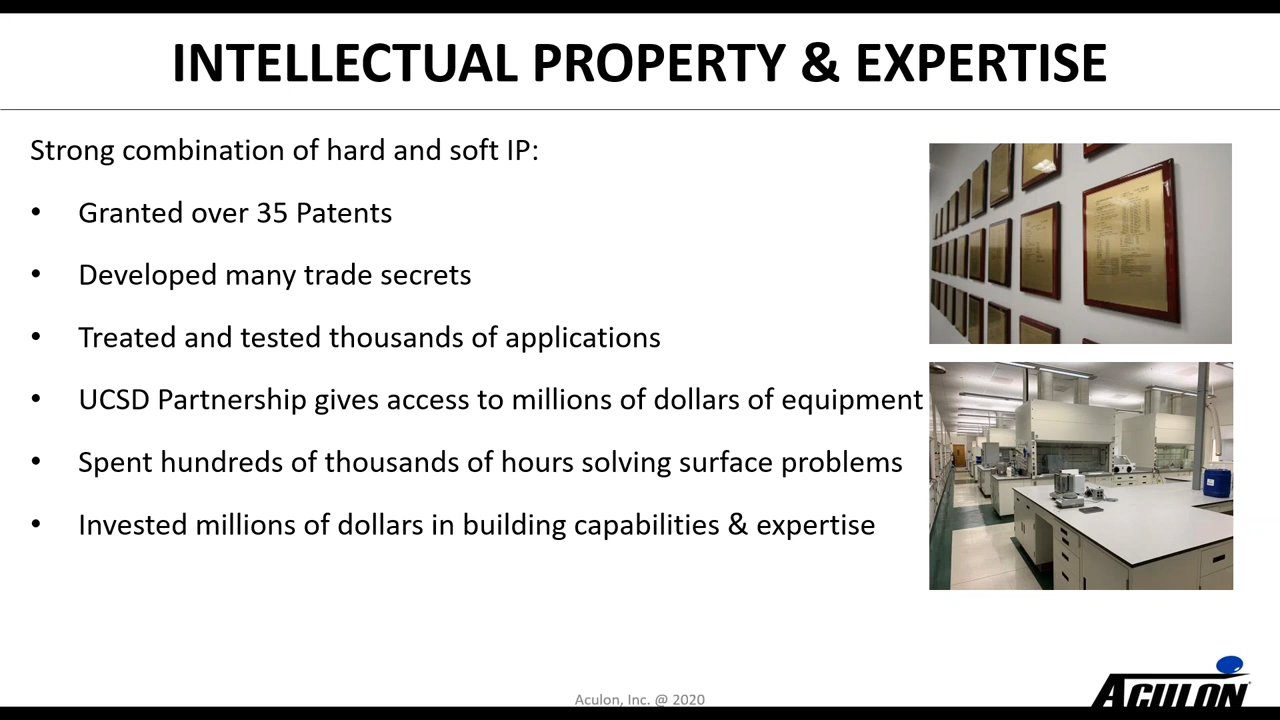 INTELLECTUAL PROPERTY & EXPERTISE
Strong combination of hard and soft IP:
• Granted over 35 Patents
• Developed many trade secrets
• Treated and tested thousands of applications
• UCSD Partnership gives access to millions of dollars of equipment
• Spent hundreds of thousands of hours solving surface problems
• Invested millions of dollars in building capabilities & expertise
Aculon, Inc. @ 2020
ACULON